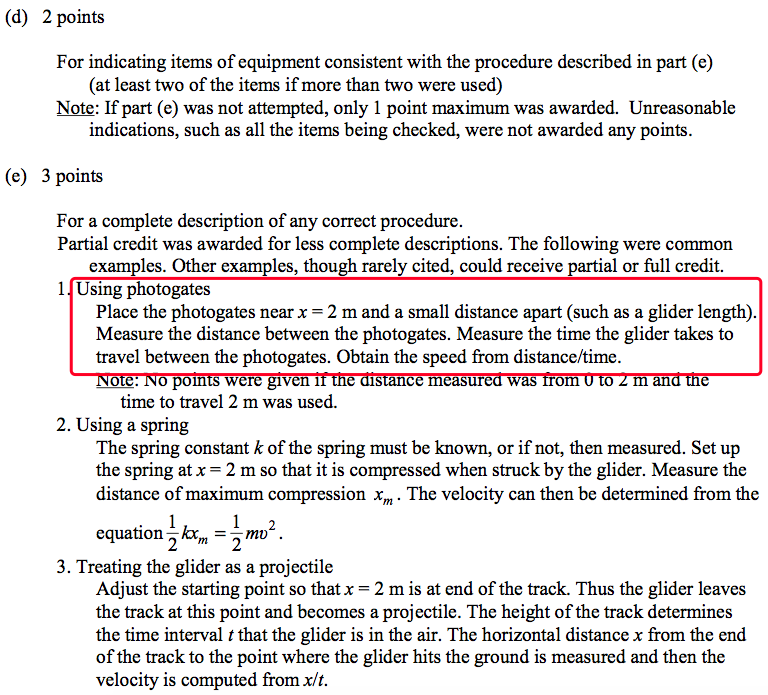 (d) 2 points
For indicating items of equipment consistent with the procedure described in part (e)
(at least two of the items if more than two were used)
Note: If part (e) was not attempted, only 1 point maximum was awarded. Unreasonable
indications, such as all the items being checked, were not awarded any points.
(e) 3 points
For a complete description of any correct procedure.
Partial credit was awarded for less complete descriptions. The following were common
examples. Other examples, though rarely cited, could receive partial or full credit.
1. Using photogates
Place the photogates near x = 2 m and a small distance apart (such as a glider length).
Measure the distance between the photogates. Measure the time the glider takes to
travel between the photogates. Obtain the speed from distance/time.
Note: No points were given if the distance measured was from 0 to 2 m and the
time to travel 2 m was used.
2. Using a spring
The spring constant k of the spring must be known, or if not, then measured. Set up
the spring at x = 2 m so that it is compressed when struck by the glider. Measure the
distance of maximum compression xₘ. The velocity can then be determined from the
equation 1/2 kxₘ = 1/2 mυ².
3. Treating the glider as a projectile
Adjust the starting point so that x = 2 m is at end of the track. Thus the glider leaves
the track at this point and becomes a projectile. The height of the track determines
the time interval t that the glider is in the air. The horizontal distance x from the end
of the track to the point where the glider hits the ground is measured and then the
velocity is computed from x/t.